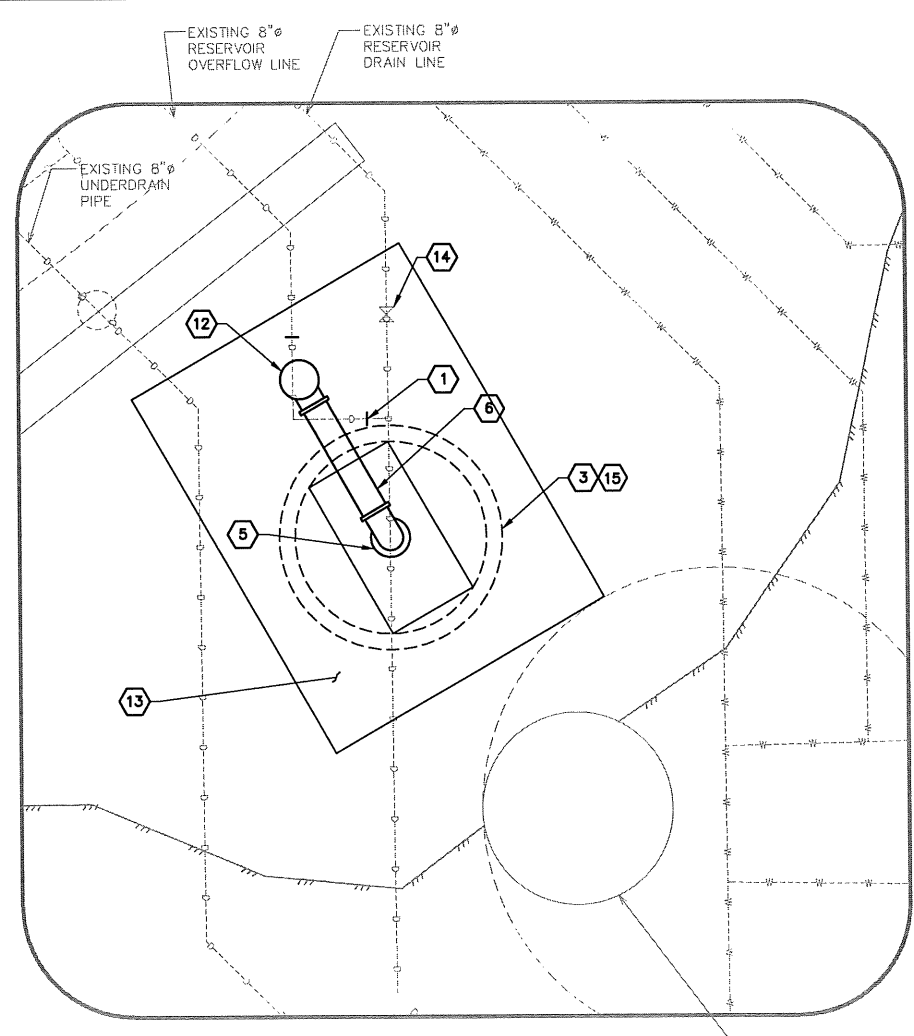 EXISTING 8"ø
RESERVOIR
OVERFLOW LINE
EXISTING 8"ø
RESERVOIR
DRAIN LINE
EXISTING 8"ø
UNDERDRAIN
PIPE
14
12
1
6
3 15
5
13